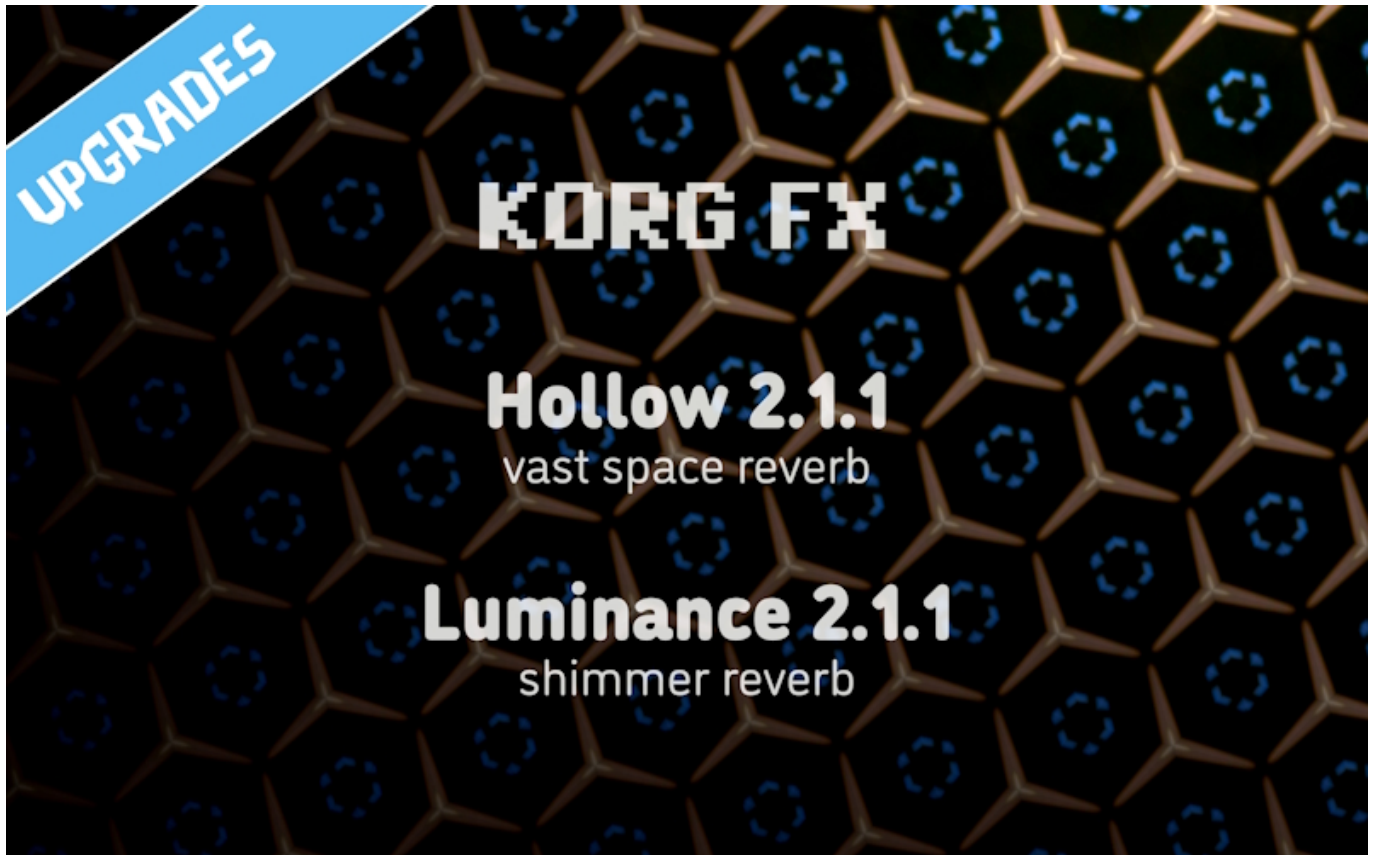 UPGRADES
KORG FX
Hollow 2.1.1
vast space reverb
Luminance 2.1.1
shimmer reverb